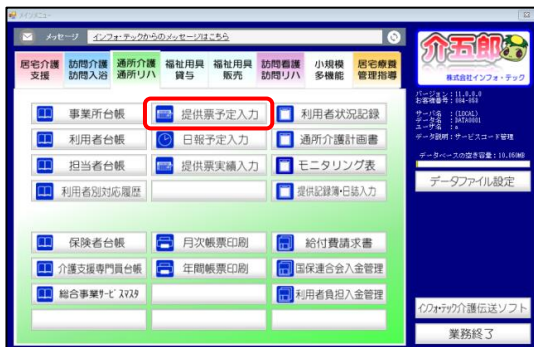 メインメニュー
メッセージ インフォ・テックからのメッセージはこちら
居宅介護 支援
訪問介護 訪問入浴
通所介護 通所リハ
福祉用具 貸与
福祉用具 販売
訪問看護 訪問リハ
小規模 多機能
居宅療養 管理指導
事業所台帳 提供票予定入力 利用者状況記録
利用者台帳 日報予定入力 通所介護計画書
担当者台帳 提供票実績入力 モニタリング表
利用者別対応履歴 提供記録簿・日誌入力
保険者台帳 月次帳票印刷 給付費請求書
介護支援専門員台帳 年間帳票印刷 国保連合会入金管理
総合事業サービスマスタ 利用者負担入金管理
介五郎
株式会社インフォ・テック
バージョン:11.0.0.0
お客様番号:884-053
サーバ名 :(LOCAL)
データ名 :DATA0001
ユーザ名 :a
データ説明:サービスコード管理
データベースの空き容量:10,050MB
データファイル設定
インフォ・テック介護伝送ソフト
業務終了